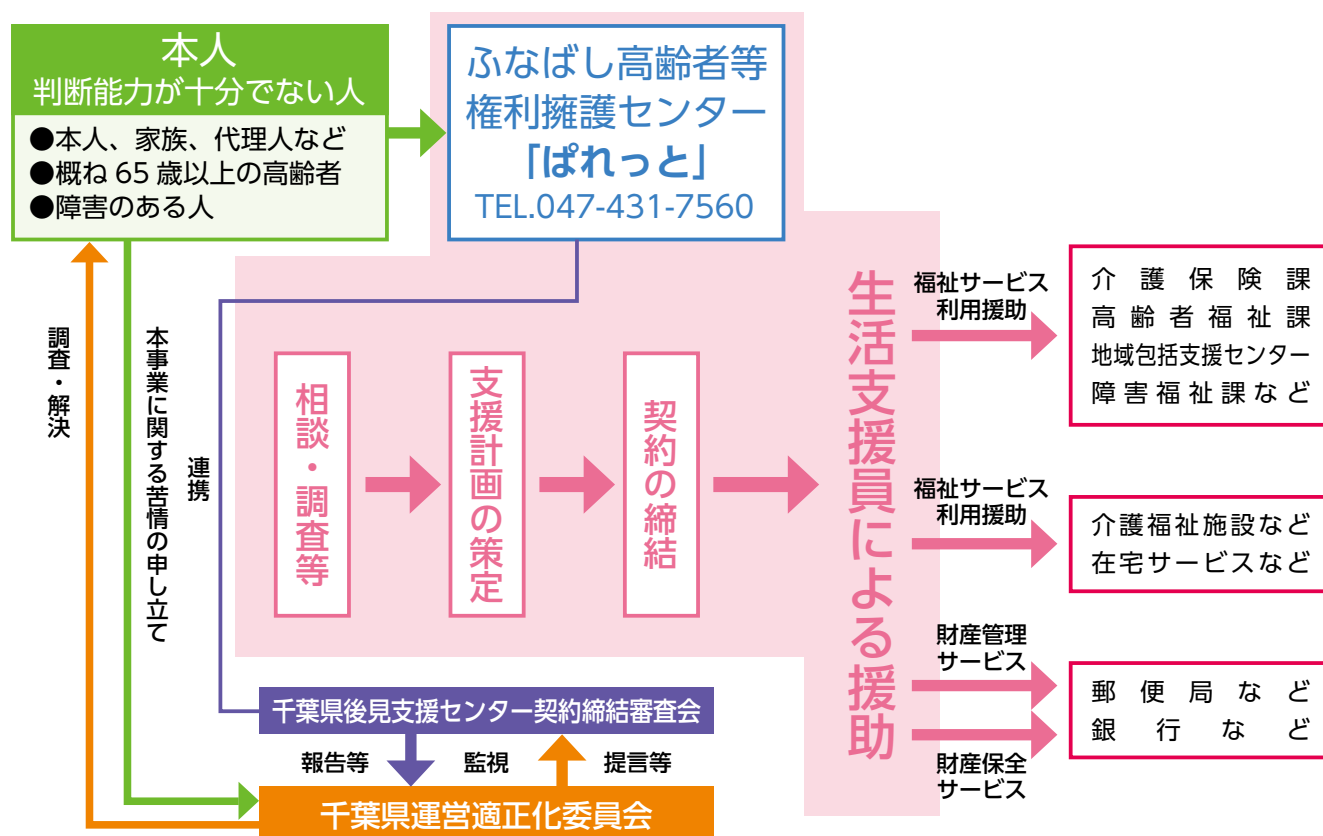 本人
判断能力が十分でない人
●本人、家族、代理人など
●概ね65歳以上の高齢者
●障害のある人
ふなばし高齢者等
権利擁護センター
「ぱれっと」
TEL.047-431-7560
調査・解決
本事業に関する苦情の申し立て
連携
相談・調査等
支援計画の策定
契約の締結
生活支援員による援助
福祉サービス
利用援助
介護保険課
高齢者福祉課
地域包括支援センター
障害福祉課など
福祉サービス
利用援助
介護福祉施設など
在宅サービスなど
財産管理
サービス
郵便局など
銀行など
財産保全
サービス
千葉県後見支援センター契約締結審査会
報告等
監視
提言等
千葉県運営適正化委員会